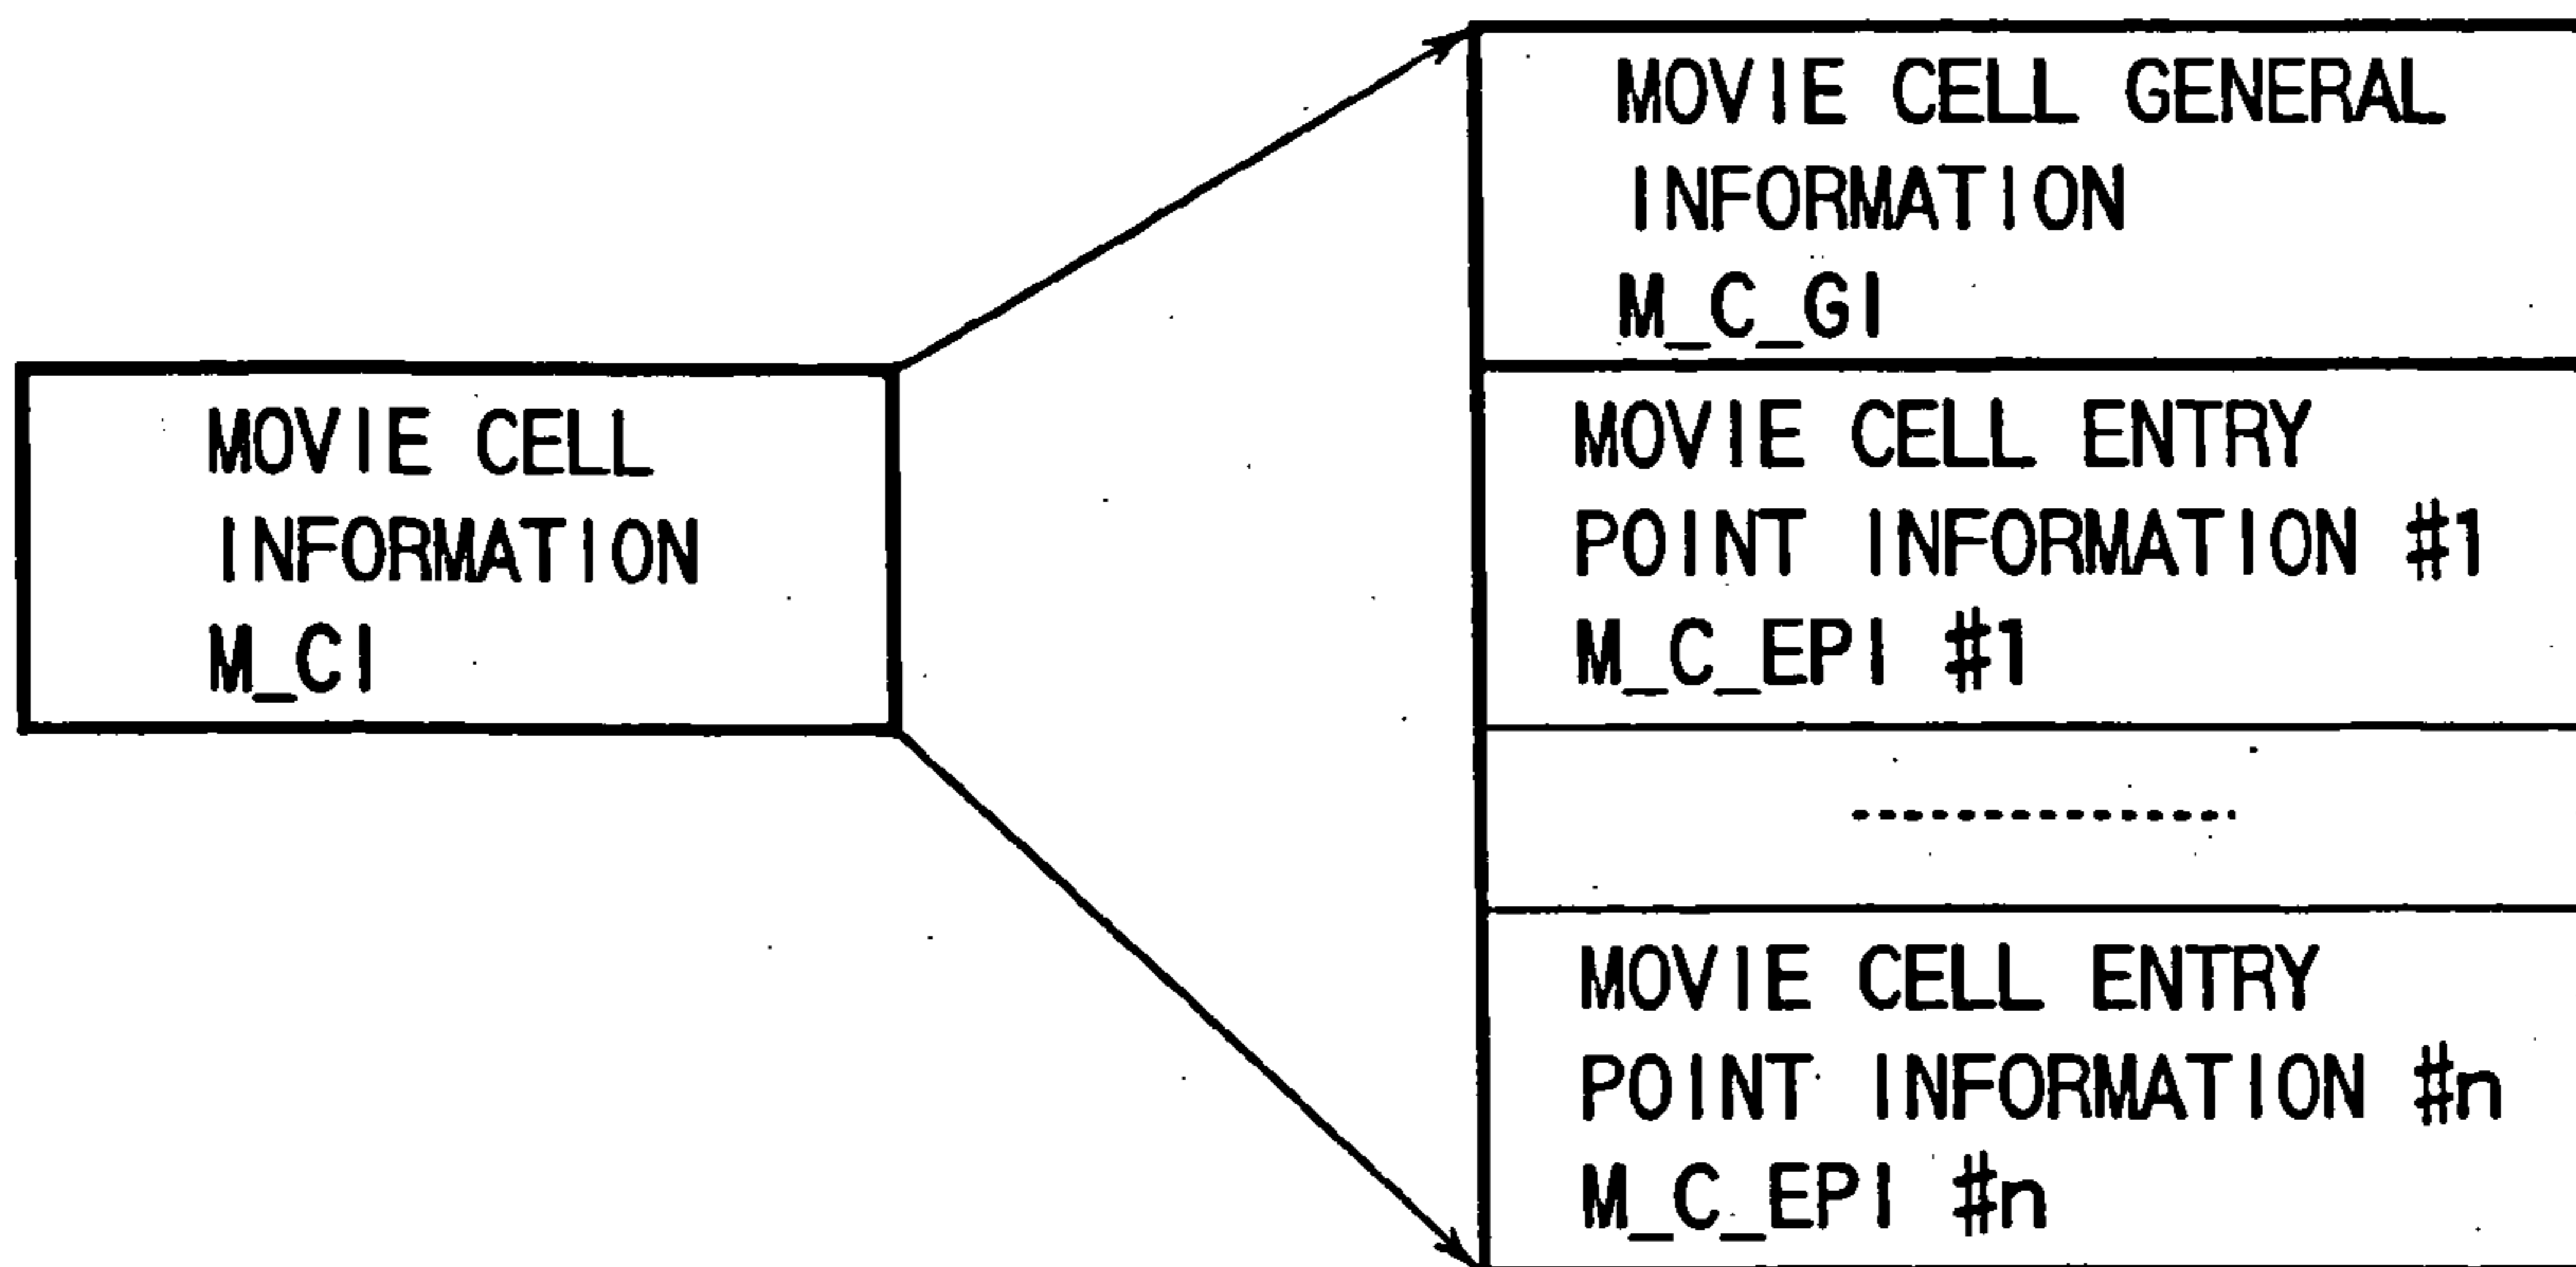 MOVIE CELL
INFORMATION
M_CI
MOVIE CELL GENERAL
INFORMATION
M_C_GI
MOVIE CELL ENTRY
POINT INFORMATION #1
M_C_EPI #1
MOVIE CELL ENTRY
POINT INFORMATION #n
M_C_EPI #n